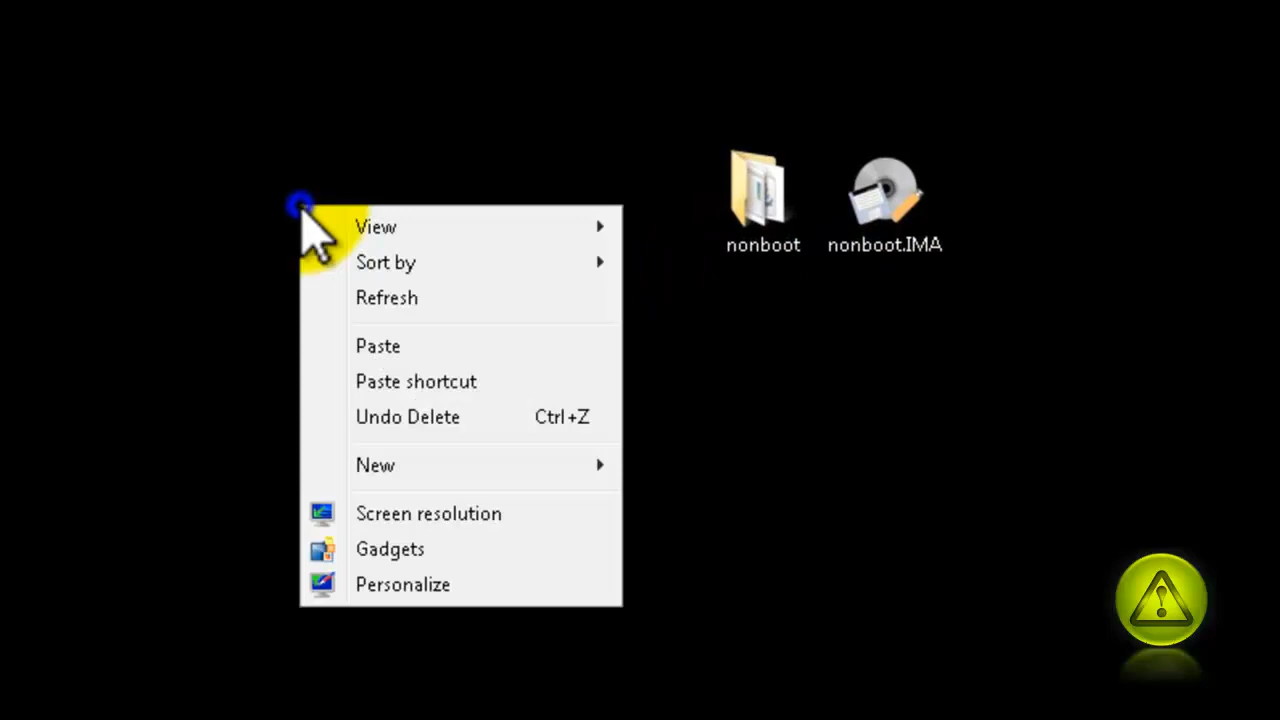 View
Sort by
Refresh
Paste
Paste shortcut
Undo Delete Ctrl+Z
New
Screen resolution
Gadgets
Personalize
nonboot
nonboot.IMA